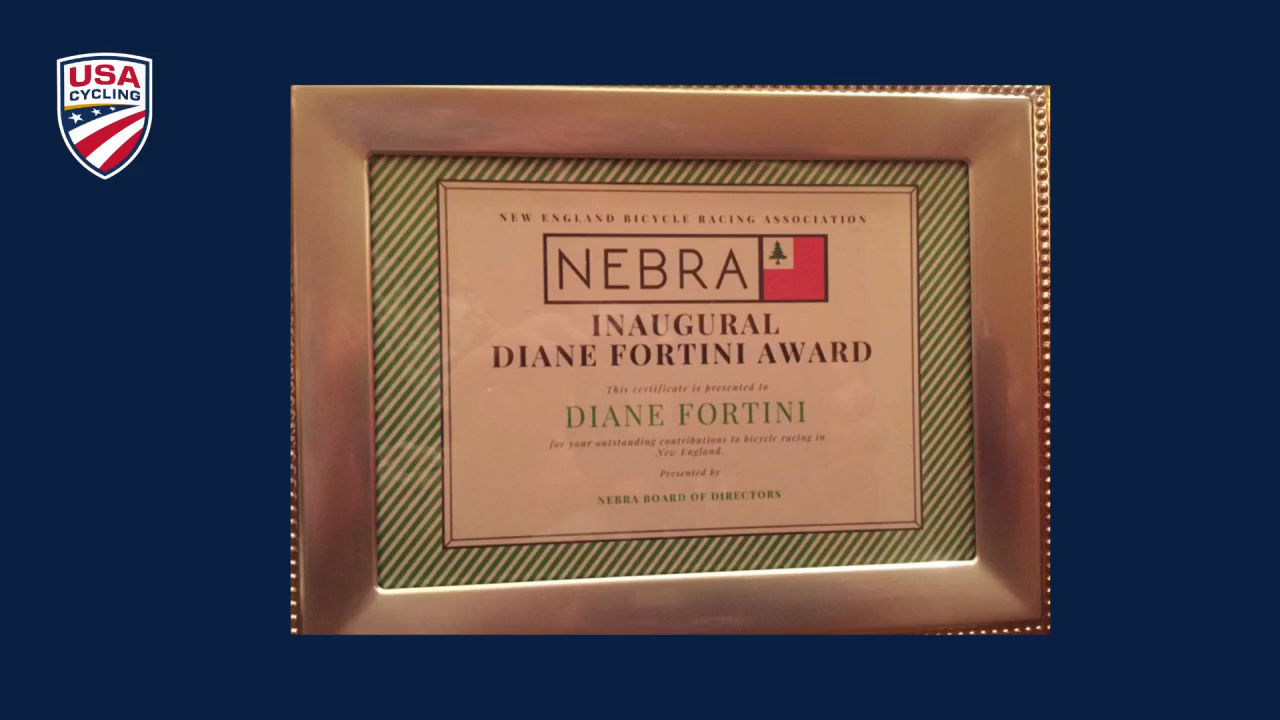 USA
CYCLING
NEW ENGLAND BICYCLE RACING ASSOCIATION
NEBRA
INAUGURAL
DIANE FORTINI AWARD
This certificate is presented to
DIANE FORTINI
for your outstanding contributions to bicycle racing in
New England.
Presented by
NEBRA BOARD OF DIRECTORS